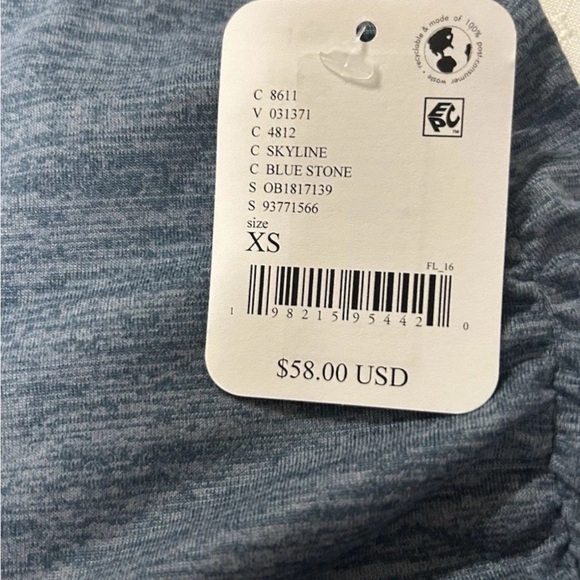 recyclable & made of 100% post-consumer waste •
EPC™
C 8611
V 031371
C 4812
C SKYLINE
C BLUE STONE
S OB1817139
S 93771566
size
XS
FL_16
1 98215 95442 0
$58.00 USD